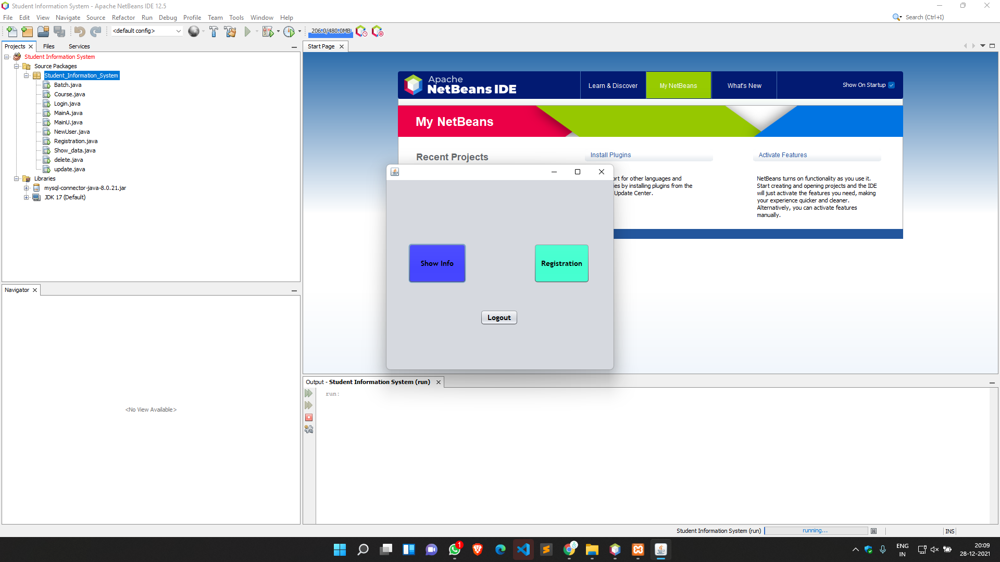 Student Information System - Apache NetBeans IDE 12.5
File Edit View Navigate Source Refactor Run Debug Profile Team Tools Window Help
Search (Ctrl+I)
<default config>
206.0/480.0MB
Projects Files Services
Student Information System
Source Packages
Student_Information_System
Batch.java
Course.java
Login.java
MainA.java
MainU.java
NewUser.java
Registration.java
Show_data.java
delete.java
update.java
Libraries
mysql-connector-java-8.0.21.jar
JDK 17 (Default)
Navigator
<No View Available>
Start Page
Apache
NetBeans IDE
Learn & Discover
My NetBeans
What's New
Show On Startup
My NetBeans
Recent Projects
Install Plugins
Activate Features
for other languages and
by installing plugins from the
Update Center.
NetBeans turns on functionality as you use it.
Start creating and opening projects and the IDE
will just activate the features you need, making
your experience quicker and cleaner.
Alternatively, you can activate features
manually.
Show Info
Registration
Logout
Output - Student Information System (run)
run:
Student Information System (run)
running...
INS
1
ENG
IN
20:09
28-12-2021